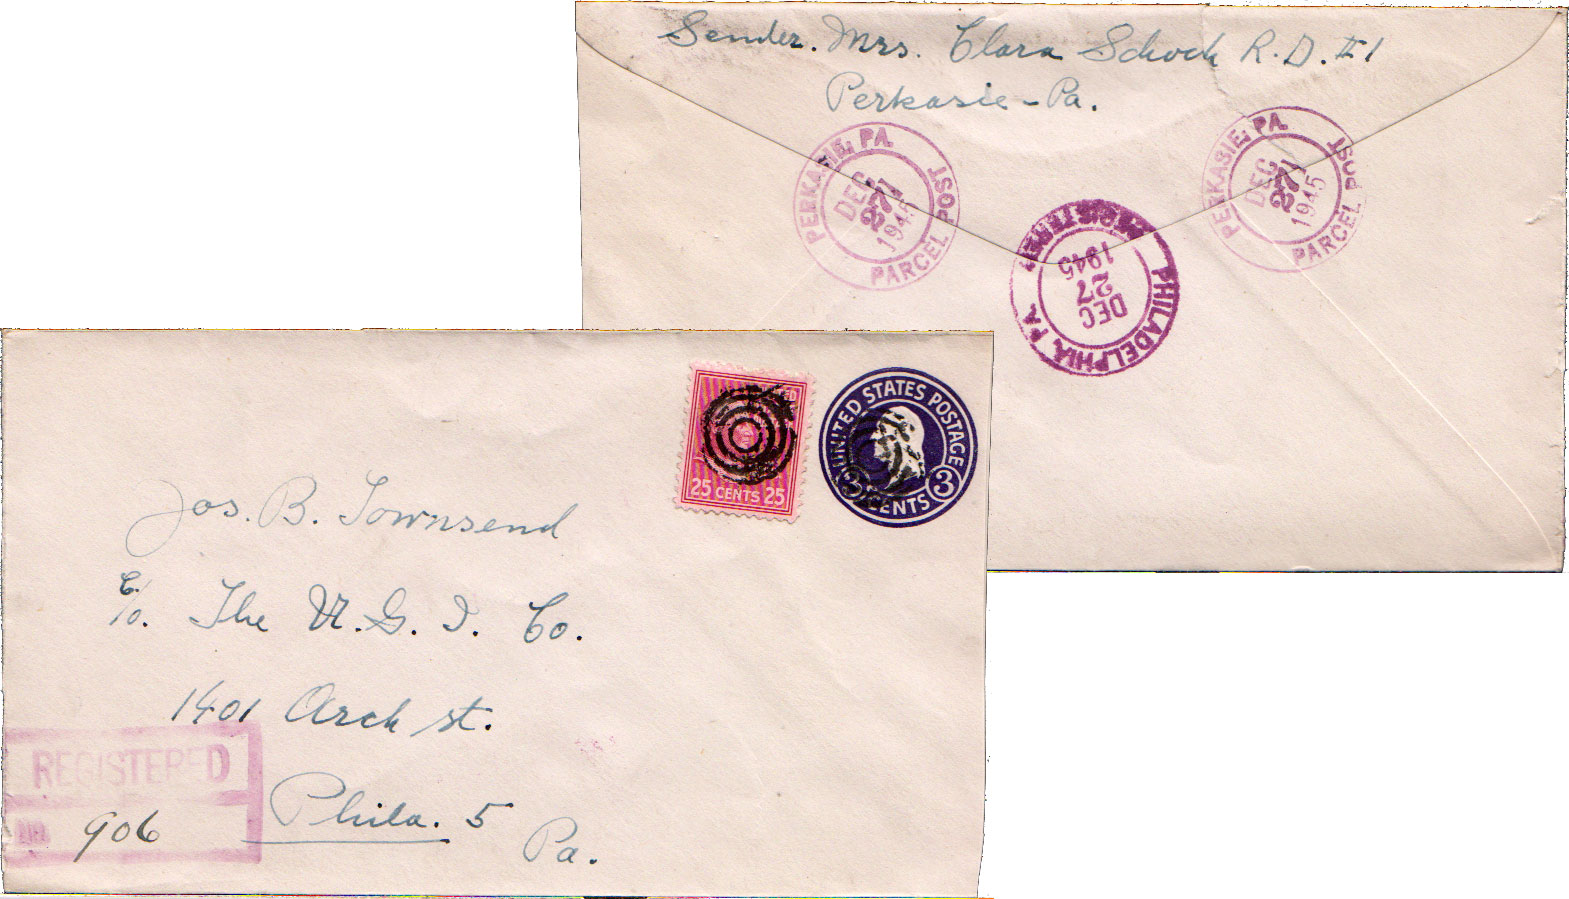 Sender. Mrs. Clara Schock R.D. #1
Perkasie - Pa.
PERKASIE, PA.
DEC
27
1945
PARCEL POST
PERKASIE, PA.
DEC
27
1945
PARCEL POST
PHILADELPHIA, PA.
REGISTERED
DEC
27
1945
25 CENTS 25
UNITED STATES POSTAGE
3 CENTS 3
Jos. B. Townsend
c/o. The U. G. I. Co.
1401 Arch St.
Phila. 5
Pa.
REGISTERED
906